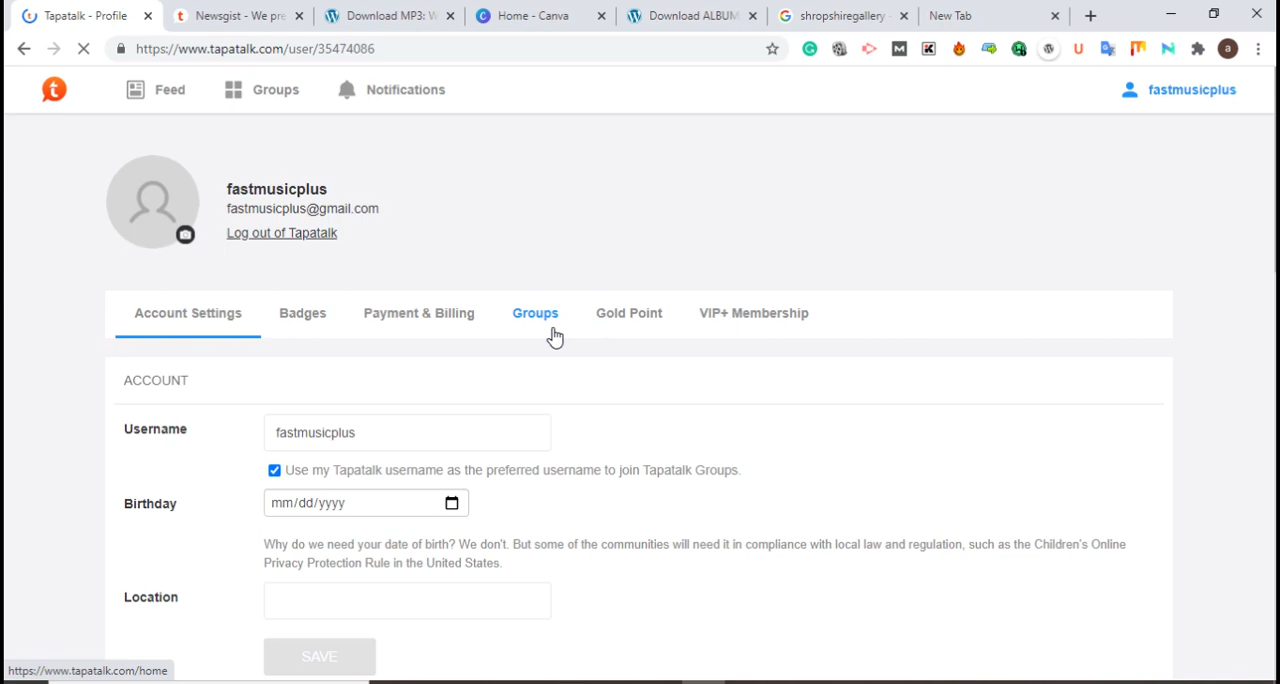 Tapatalk - Profile
Newsgist - We pre
Download MP3: W
Home - Canva
Download ALBUM
shropshiregallery
New Tab
https://www.tapatalk.com/user/35474086
Feed
Groups
Notifications
fastmusicplus
fastmusicplus
fastmusicplus@gmail.com
Log out of Tapatalk
Account Settings
Badges
Payment & Billing
Groups
Gold Point
VIP+ Membership
ACCOUNT
Username
fastmusicplus
Use my Tapatalk username as the preferred username to join Tapatalk Groups.
Birthday
mm/dd/yyyy
Why do we need your date of birth? We don't. But some of the communities will need it in compliance with local law and regulation, such as the Children's Online
Privacy Protection Rule in the United States.
Location
SAVE
https://www.tapatalk.com/home